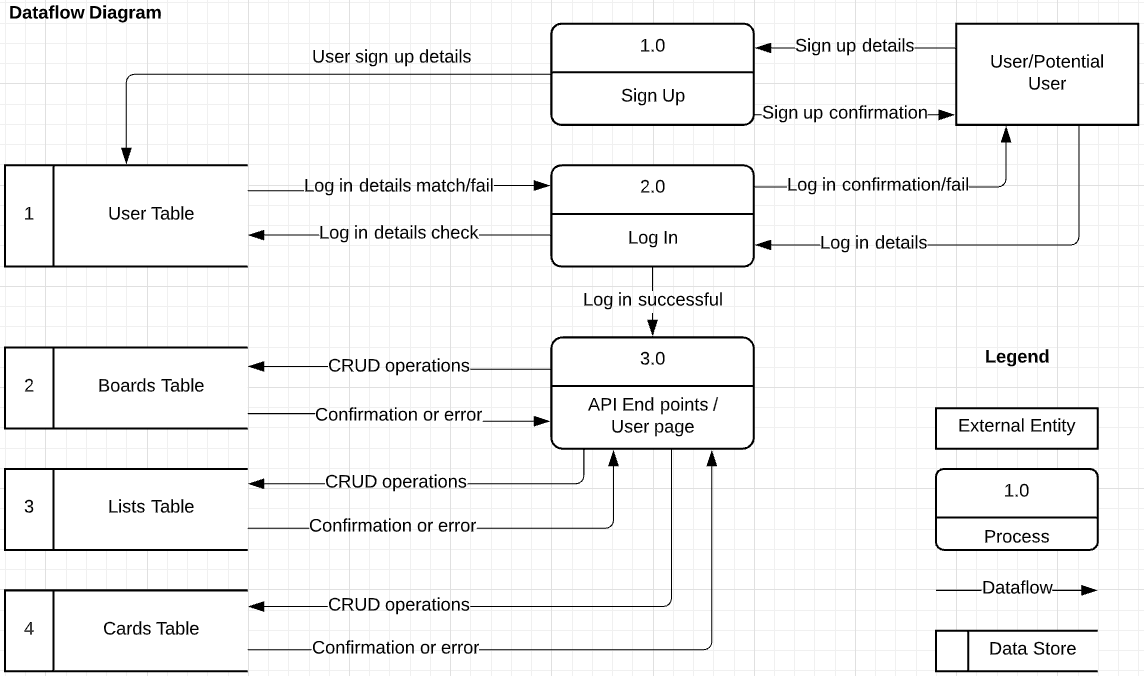 Dataflow Diagram
User sign up details
1.0
Sign Up
Sign up details
Sign up confirmation
User/Potential
User
1
User Table
Log in details match/fail
Log in details check
2.0
Log In
Log in confirmation/fail
Log in details
Log in successful
2
Boards Table
CRUD operations
Confirmation or error
3.0
API End points /
User page
3
Lists Table
CRUD operations
Confirmation or error
4
Cards Table
CRUD operations
Confirmation or error
Legend
External Entity
1.0
Process
Dataflow
Data Store